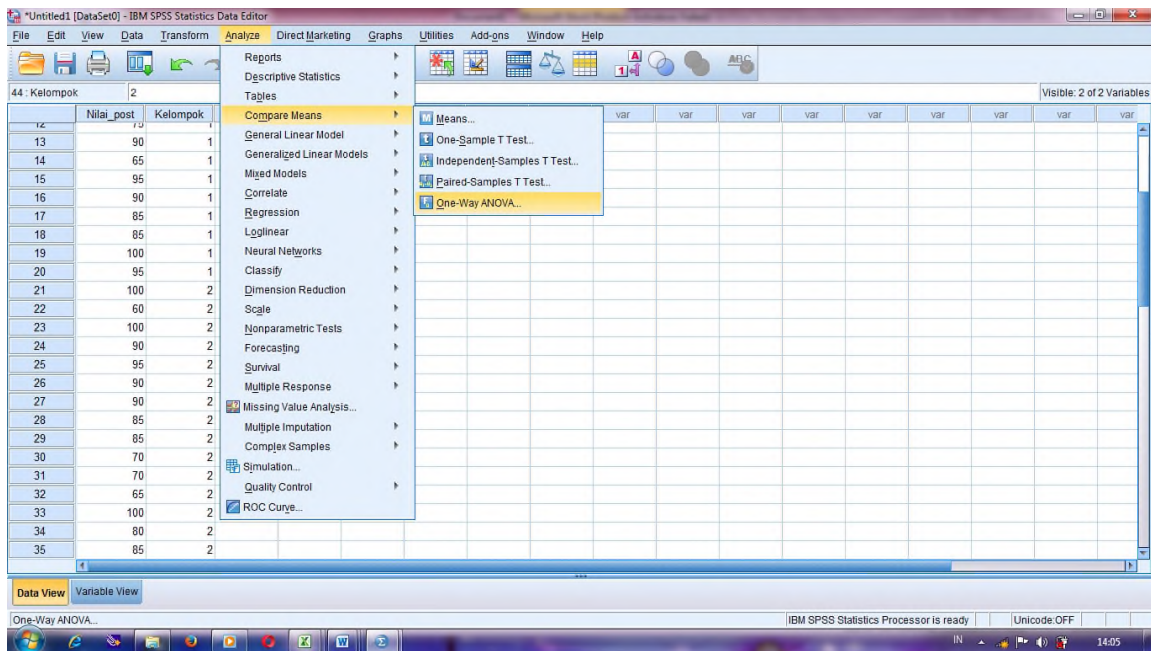 *Untitled1 [DataSet0] - IBM SPSS Statistics Data Editor
File Edit View Data Transform Analyze Direct Marketing Graphs Utilities Add-ons Window Help
44 : Kelompok 2 Visible: 2 of 2 Variables
Nilai_post Kelompok var var var var var var var var var
13 90 1
14 65 1
15 95 1
16 90 1
17 85 1
18 85 1
19 100 1
20 95 1
21 100 2
22 60 2
23 100 2
24 90 2
25 95 2
26 90 2
27 90 2
28 85 2
29 85 2
30 70 2
31 70 2
32 65 2
33 100 2
34 80 2
35 85 2
Reports
Descriptive Statistics
Tables
Compare Means
General Linear Model
Generalized Linear Models
Mixed Models
Correlate
Regression
Loglinear
Neural Networks
Classify
Dimension Reduction
Scale
Nonparametric Tests
Forecasting
Survival
Multiple Response
Missing Value Analysis...
Multiple Imputation
Complex Samples
Simulation...
Quality Control
ROC Curve...
Means...
One-Sample T Test...
Independent-Samples T Test...
Paired-Samples T Test...
One-Way ANOVA...
Data View Variable View
One-Way ANOVA... IBM SPSS Statistics Processor is ready Unicode:OFF
IN 14:05